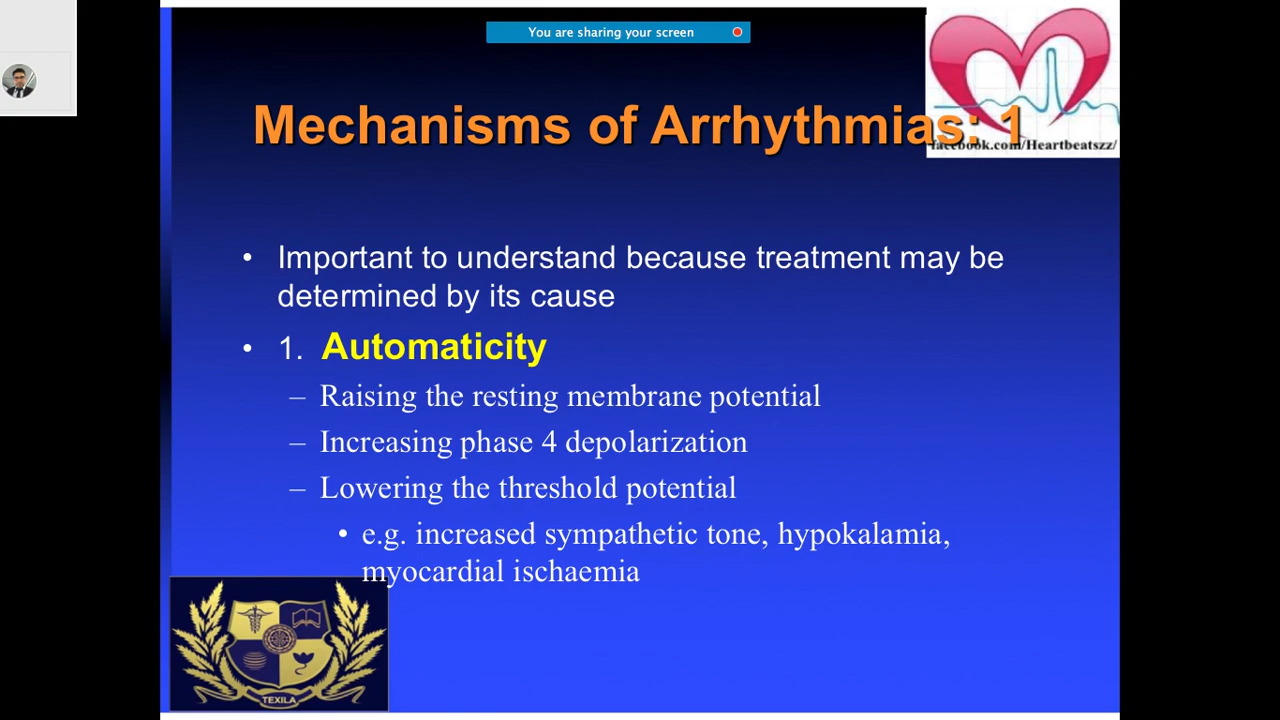 You are sharing your screen
Mechanisms of Arrhythmias: 1
facebook.com/Heartbeatszz/
• Important to understand because treatment may be
determined by its cause
• 1. Automaticity
– Raising the resting membrane potential
– Increasing phase 4 depolarization
– Lowering the threshold potential
• e.g. increased sympathetic tone, hypokalamia,
myocardial ischaemia
TEXILA